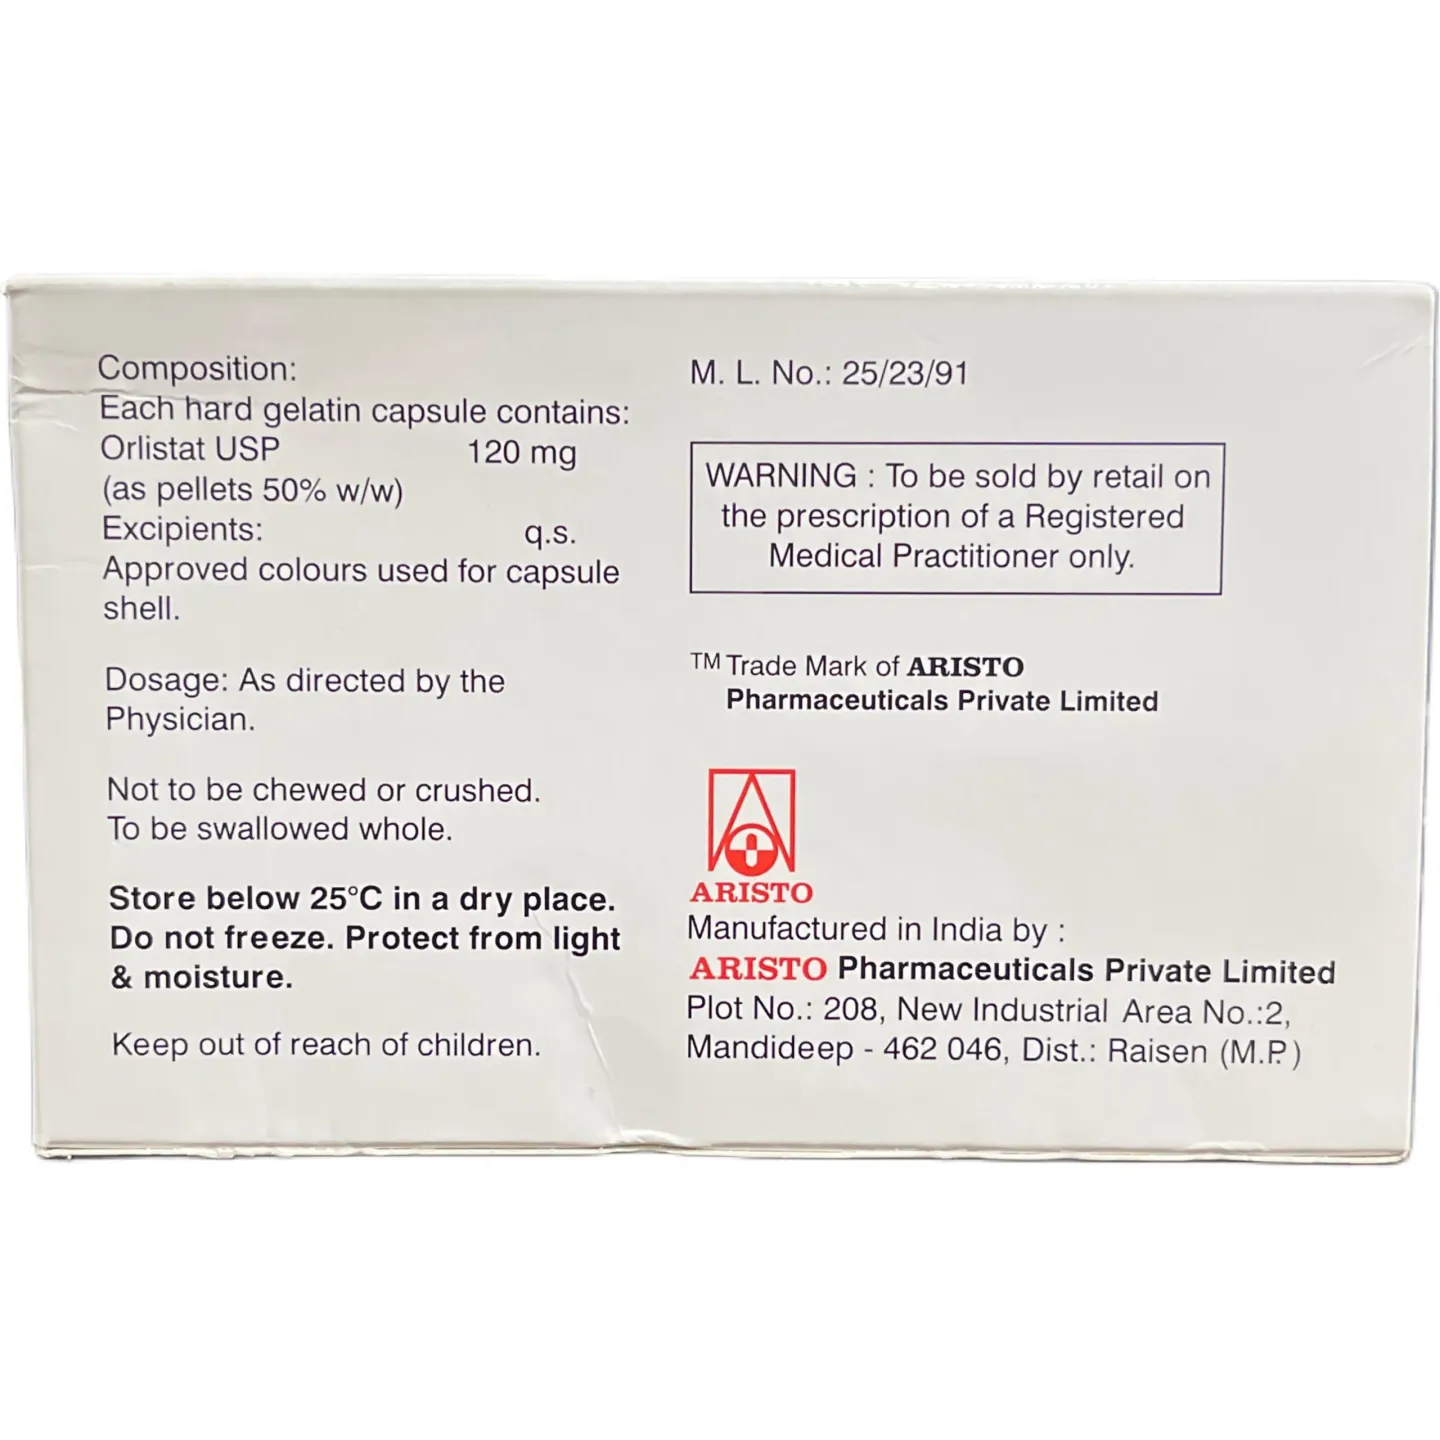 Composition:
Each hard gelatin capsule contains:
Orlistat USP 120 mg
(as pellets 50% w/w)
Excipients: q.s.
Approved colours used for capsule
shell.
Dosage: As directed by the
Physician.
Not to be chewed or crushed.
To be swallowed whole.
Store below 25°C in a dry place.
Do not freeze. Protect from light
& moisture.
Keep out of reach of children.
M. L. No.: 25/23/91
WARNING : To be sold by retail on
the prescription of a Registered
Medical Practitioner only.
TM Trade Mark of ARISTO
Pharmaceuticals Private Limited
ARISTO
Manufactured in India by :
ARISTO Pharmaceuticals Private Limited
Plot No.: 208, New Industrial Area No.:2,
Mandideep - 462 046, Dist.: Raisen (M.P.)